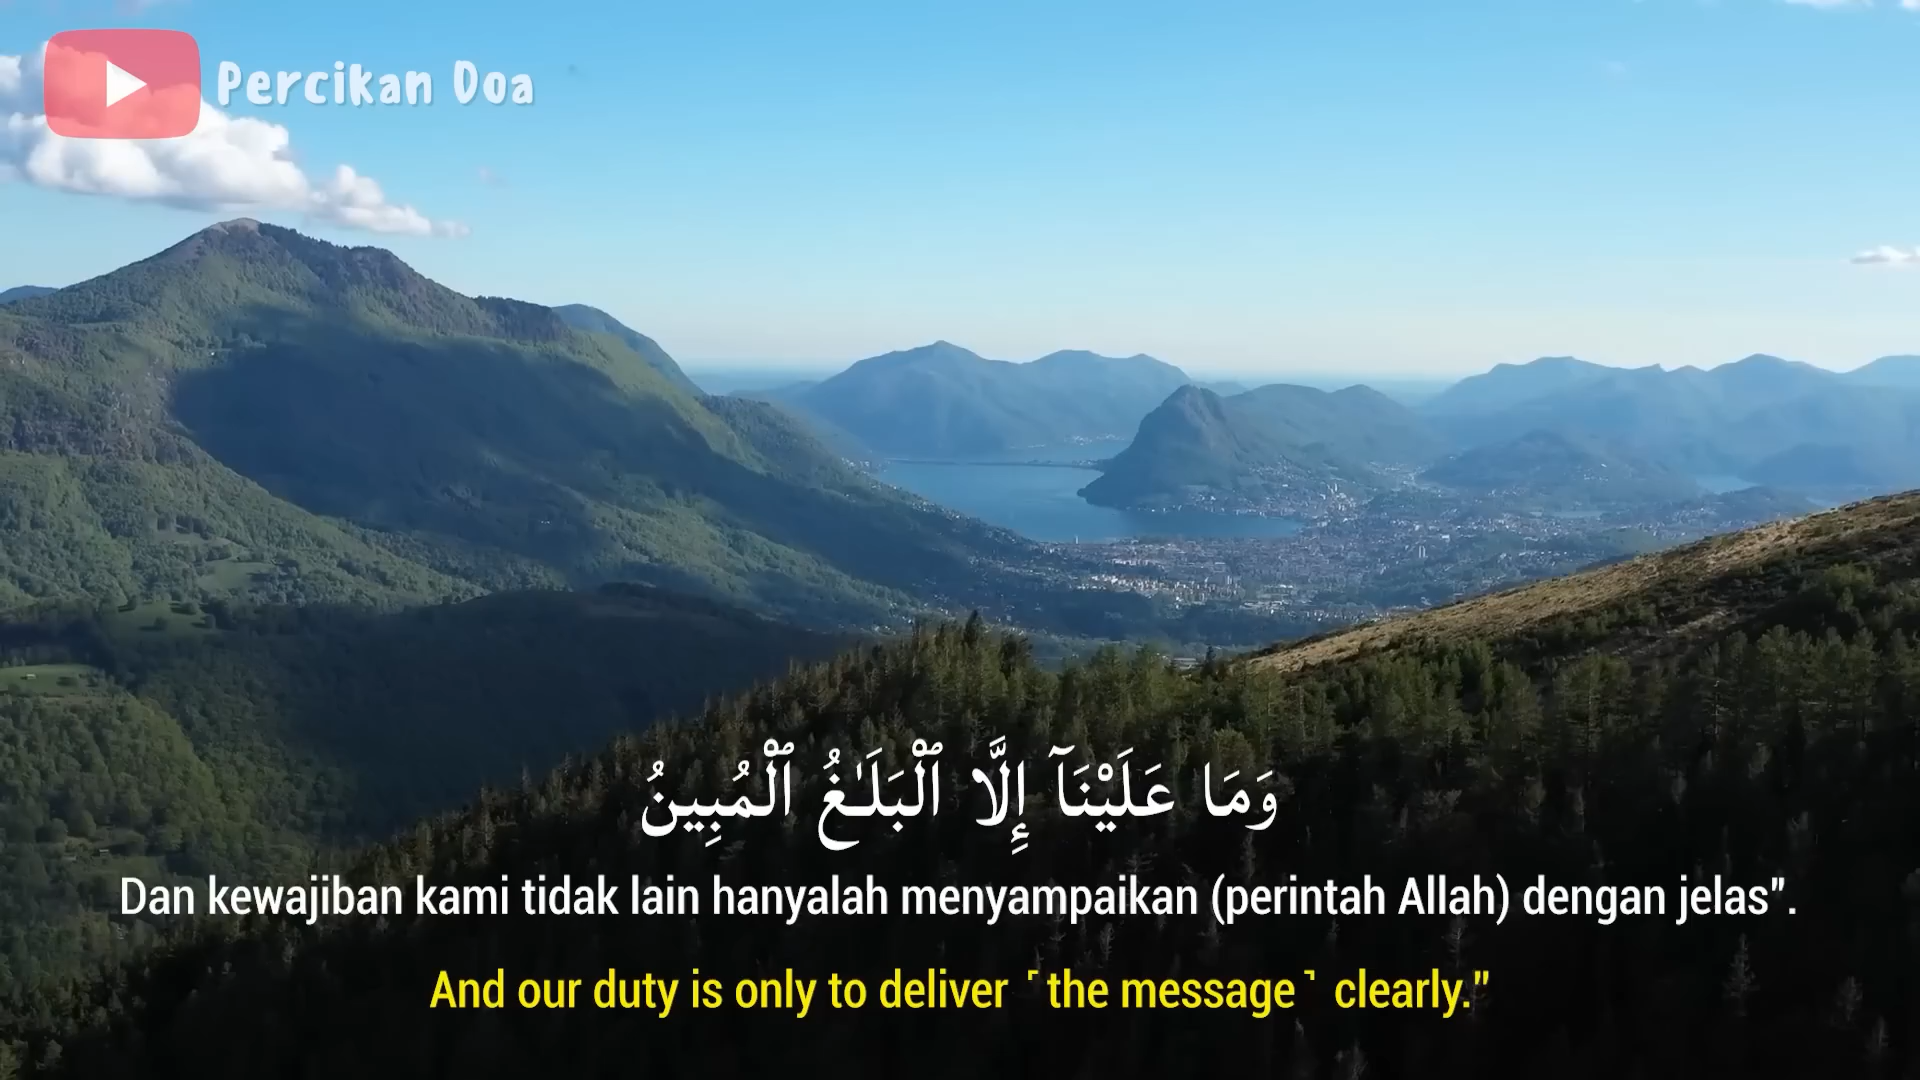 Percikan Doa
وَمَا عَلَيْنَآ إِلَّا ٱلْبَلَـٰغُ ٱلْمُبِينُ
Dan kewajiban kami tidak lain hanyalah menyampaikan (perintah Allah) dengan jelas”.
And our duty is only to deliver ˹the message˺ clearly.”